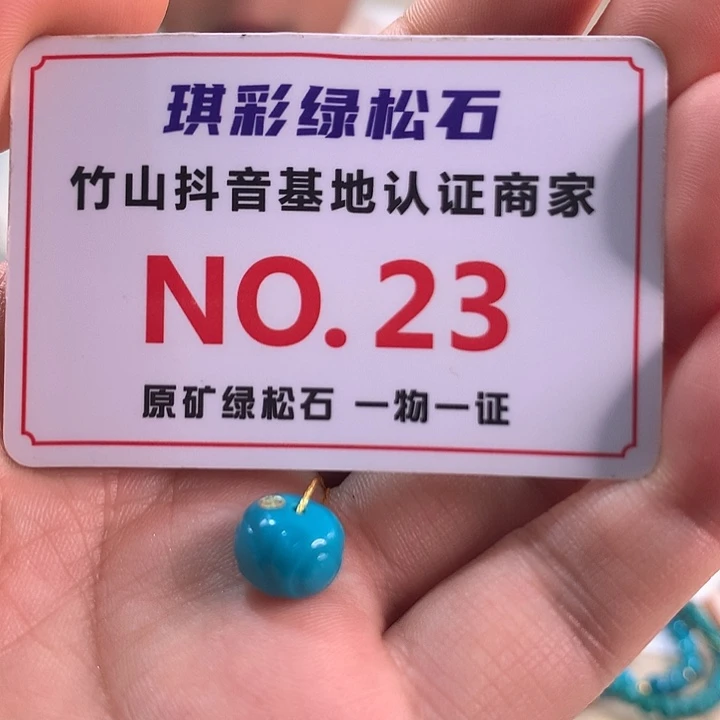 琪彩绿松石
竹山抖音基地认证商家
NO.23
原矿绿松石 一物一证